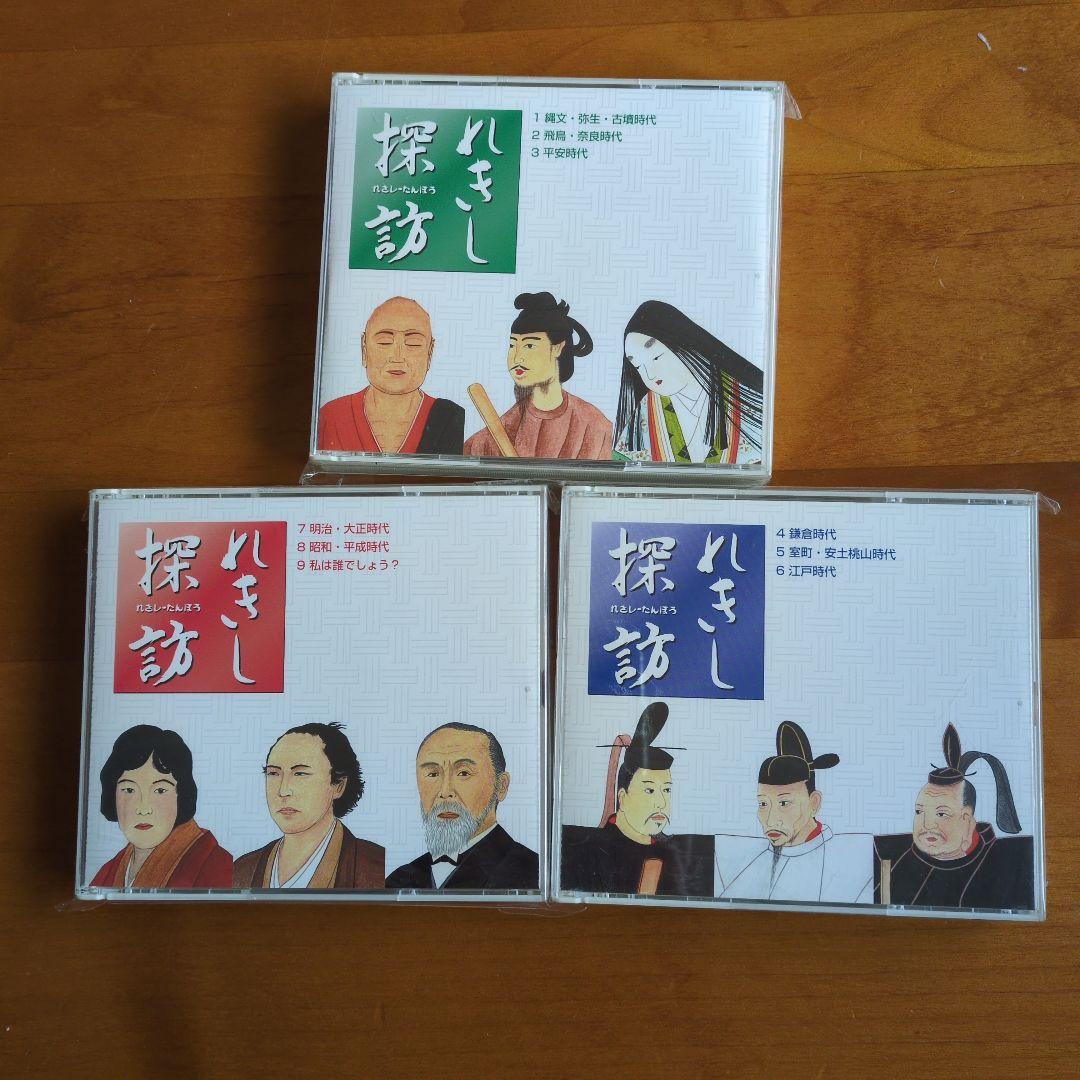 れきし
探訪
れきしーたんぼう
1 縄文・弥生・古墳時代
2 飛鳥・奈良時代
3 平安時代
れきし
探訪
れきしーたんぼう
7 明治・大正時代
8 昭和・平成時代
9 私は誰でしょう？
れきし
探訪
れきしーたんぼう
4 鎌倉時代
5 室町・安土桃山時代
6 江戸時代